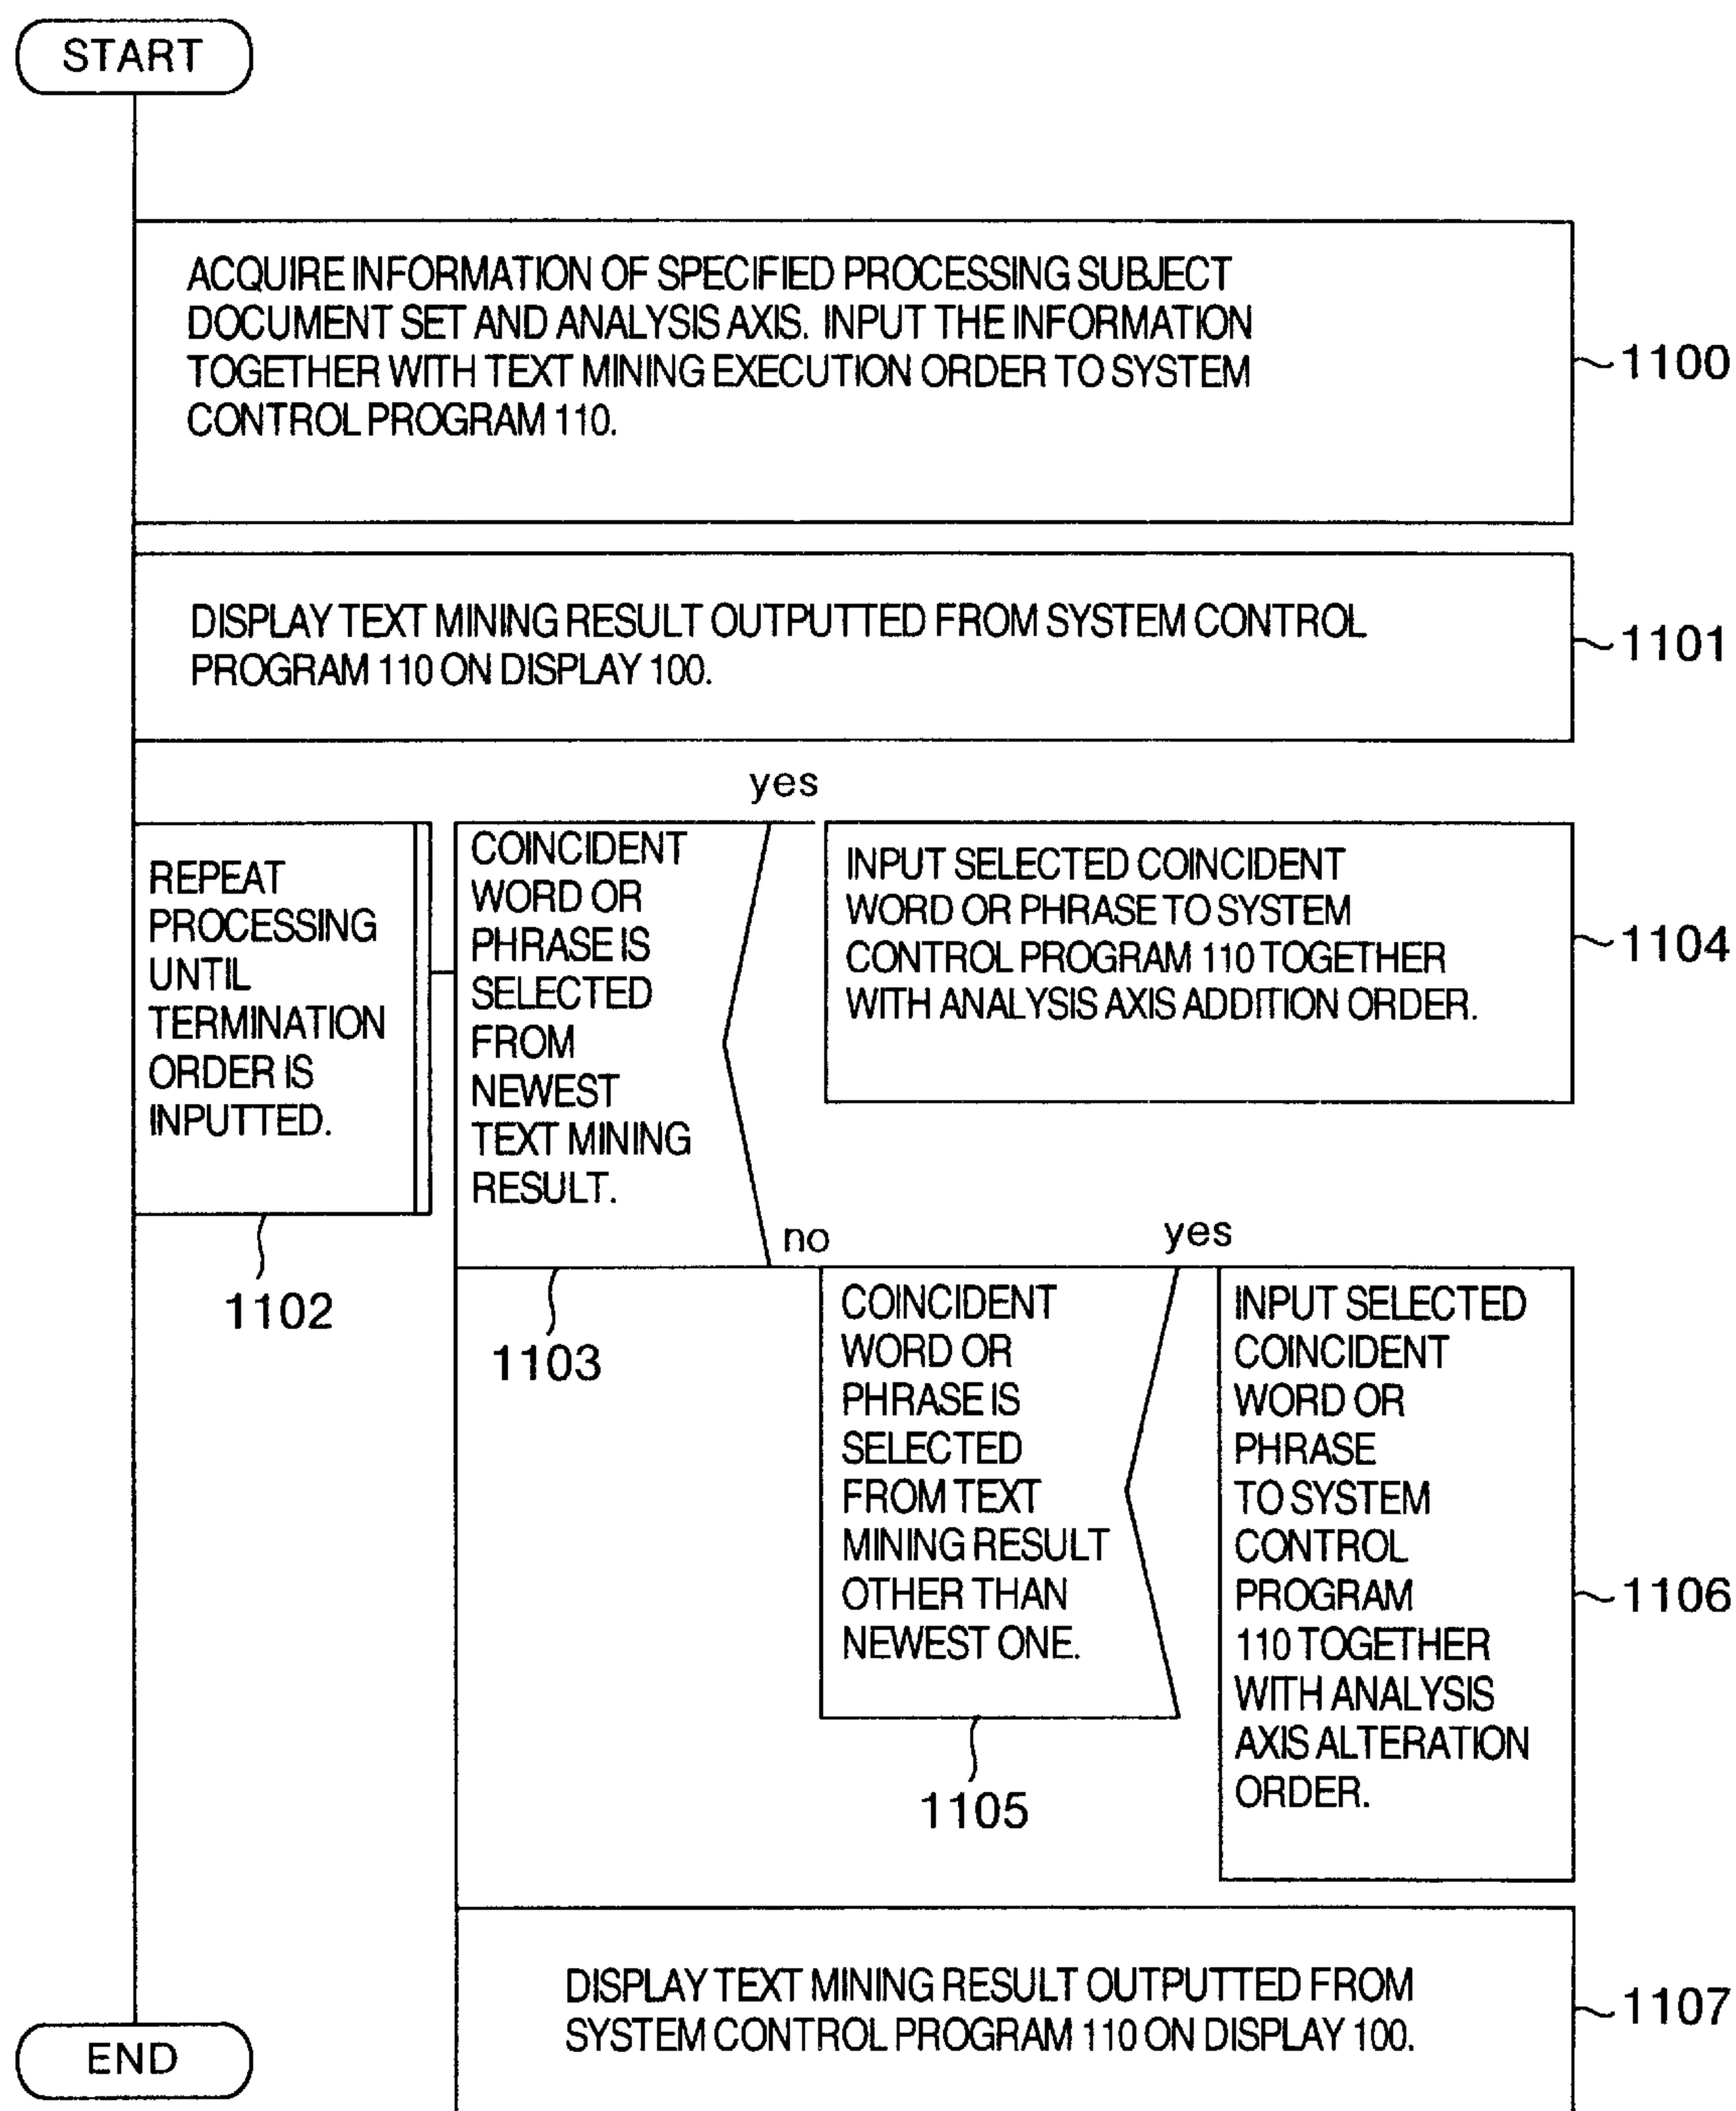 START
ACQUIRE INFORMATION OF SPECIFIED PROCESSING SUBJECT
DOCUMENT SET AND ANALYSIS AXIS. INPUT THE INFORMATION
TOGETHER WITH TEXT MINING EXECUTION ORDER TO SYSTEM
CONTROL PROGRAM 110.
1100
DISPLAY TEXT MINING RESULT OUTPUTTED FROM SYSTEM CONTROL
PROGRAM 110 ON DISPLAY 100.
1101
REPEAT
PROCESSING
UNTIL
TERMINATION
ORDER IS
INPUTTED.
1102
COINCIDENT
WORD OR
PHRASE IS
SELECTED
FROM
NEWEST
TEXT MINING
RESULT.
1103
yes
INPUT SELECTED COINCIDENT
WORD OR PHRASE TO SYSTEM
CONTROL PROGRAM 110 TOGETHER
WITH ANALYSIS AXIS ADDITION ORDER.
1104
no
COINCIDENT
WORD OR
PHRASE IS
SELECTED
FROM TEXT
MINING RESULT
OTHER THAN
NEWEST ONE.
1105
yes
INPUT SELECTED
COINCIDENT
WORD OR
PHRASE
TO SYSTEM
CONTROL
PROGRAM
110 TOGETHER
WITH ANALYSIS
AXIS ALTERATION
ORDER.
1106
DISPLAY TEXT MINING RESULT OUTPUTTED FROM
SYSTEM CONTROL PROGRAM 110 ON DISPLAY 100.
1107
END